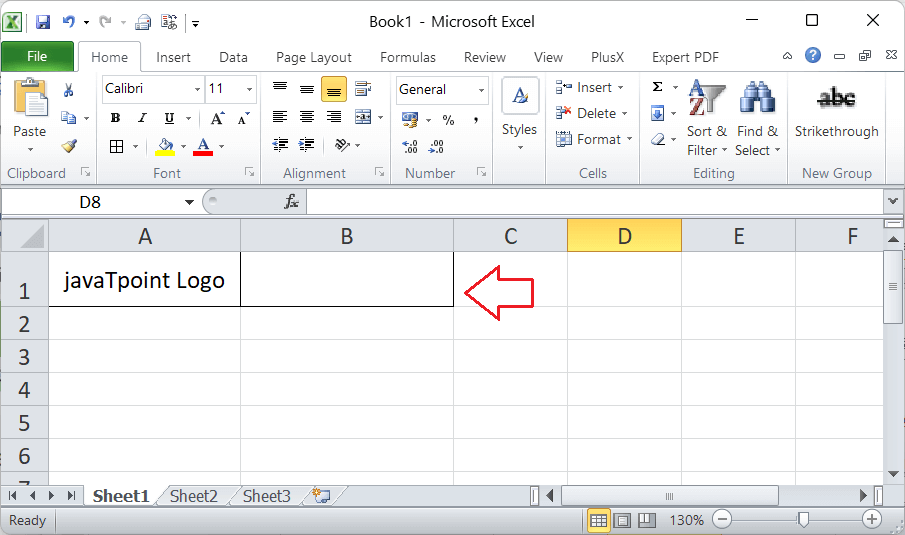 Book1 - Microsoft Excel
File Home Insert Data Page Layout Formulas Review View PlusX Expert PDF
Calibri 11 General Insert
B I U A A % , Delete Styles Σ abc
Paste Sort & Find & Strikethrough
A Format Filter Select
Clipboard Font Alignment Number Cells Editing New Group
D8 fx
A B C D E F
1 javaTpoint Logo
2
3
4
5
6
7
Sheet1 Sheet2 Sheet3
Ready 130%